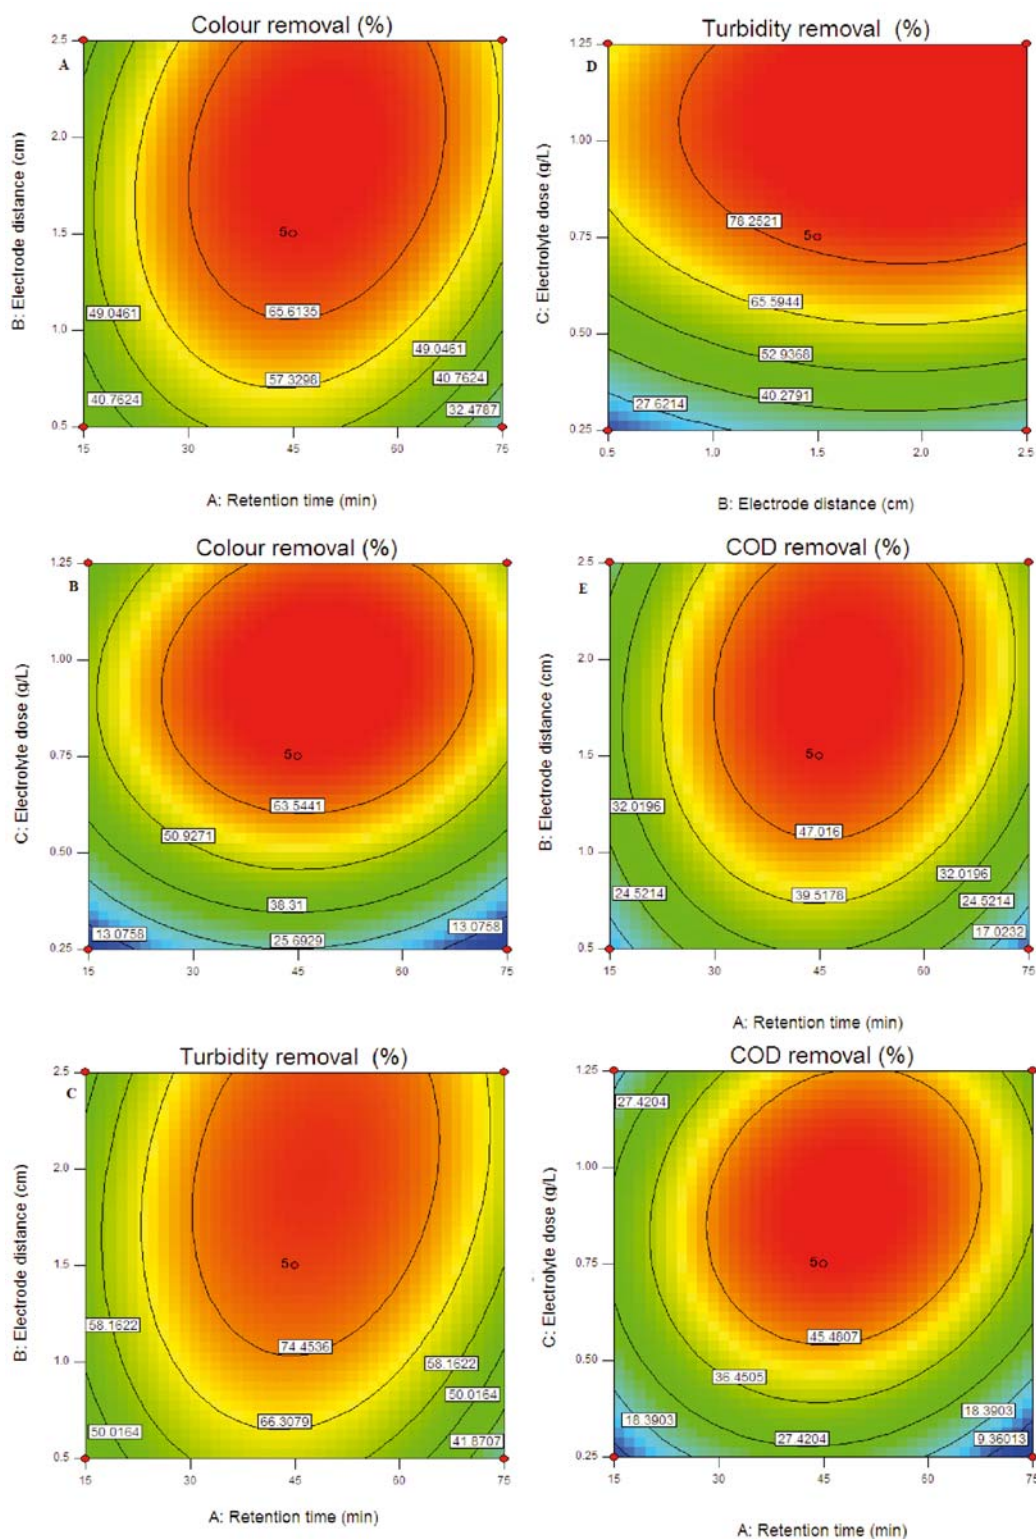 Colour removal (%)
A
B: Electrode distance (cm)
2.5
2.0
1.5
1.0
0.5
5
65.6135
49.0461
49.0461
57.3298
40.7624
40.7624
32.4787
15 30 45 60 75
A: Retention time (min)
Turbidity removal (%)
D
C: Electrolyte dose (g/L)
1.25
1.00
0.75
0.50
0.25
78.2521
5
65.5944
52.9368
40.2791
27.6214
0.5 1.0 1.5 2.0 2.5
B: Electrode distance (cm)
Colour removal (%)
B
C: Electrolyte dose (g/L)
1.25
1.00
0.75
0.50
0.25
5
63.5441
50.9271
38.31
25.6929
13.0758
13.0758
15 30 45 60 75
COD removal (%)
E
B: Electrode distance (cm)
2.5
2.0
1.5
1.0
0.5
5
47.016
32.0196
32.0196
39.5178
24.5214
24.5214
17.0232
15 30 45 60 75
A: Retention time (min)
Turbidity removal (%)
C
B: Electrode distance (cm)
2.5
2.0
1.5
1.0
0.5
5
74.4536
58.1622
58.1622
66.3079
50.0164
50.0164
41.8707
15 30 45 60 75
A: Retention time (min)
COD removal (%)
C: Electrolyte dose (g/L)
1.25
1.00
0.75
0.50
0.25
27.4204
5
45.4807
36.4505
27.4204
18.3903
18.3903
9.36013
15 30 45 60 75
A: Retention time (min)